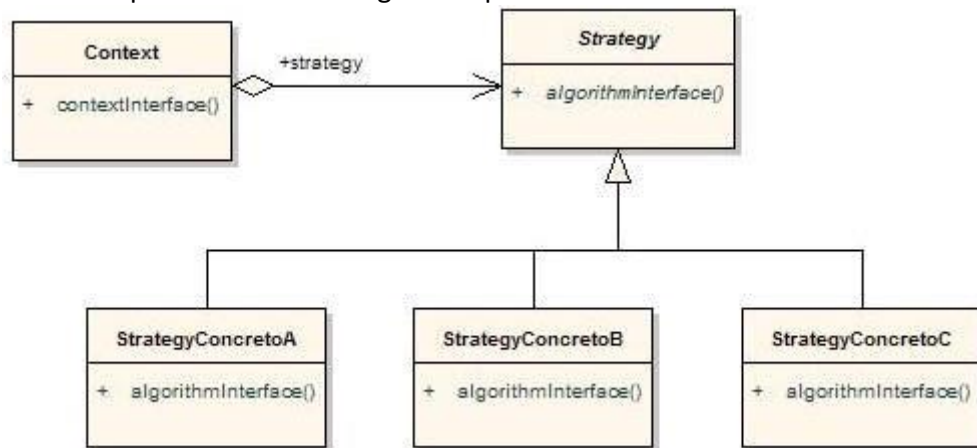 Context
+ contextInterface()
+strategy
Strategy
+ algorithmInterface()
StrategyConcretoA
+ algorithmInterface()
StrategyConcretoB
+ algorithmInterface()
StrategyConcretoC
+ algorithmInterface()